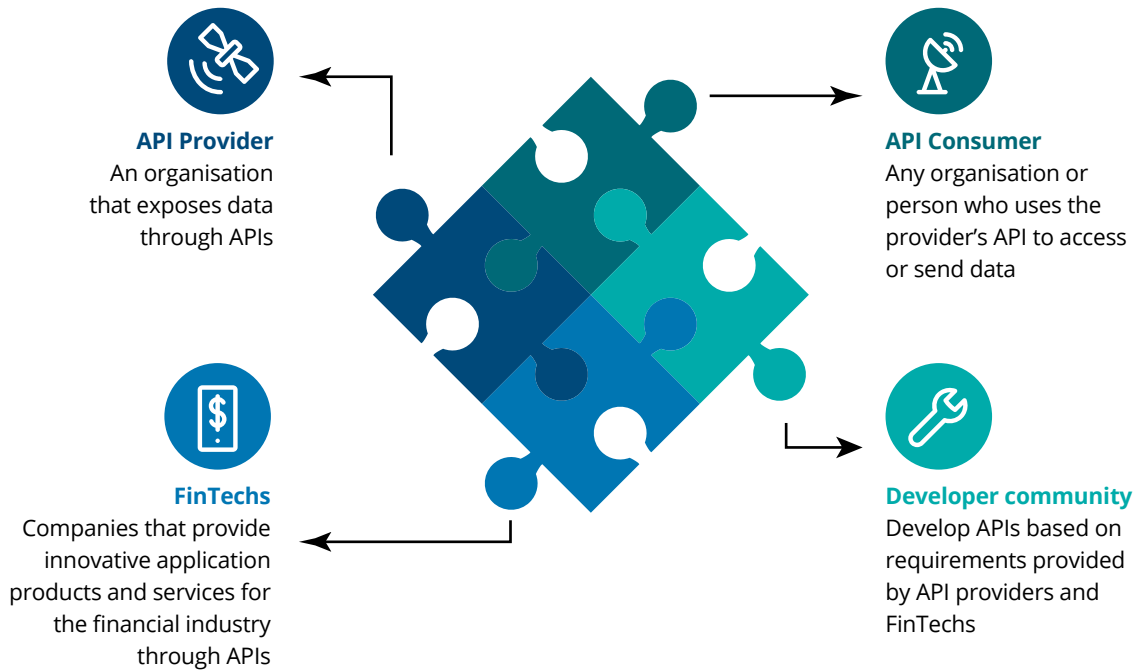 API Provider
An organisation
that exposes data
through APIs
API Consumer
Any organisation or
person who uses the
provider’s API to access
or send data
$
FinTechs
Companies that provide
innovative application
products and services for
the financial industry
through APIs
Developer community
Develop APIs based on
requirements provided
by API providers and
FinTechs